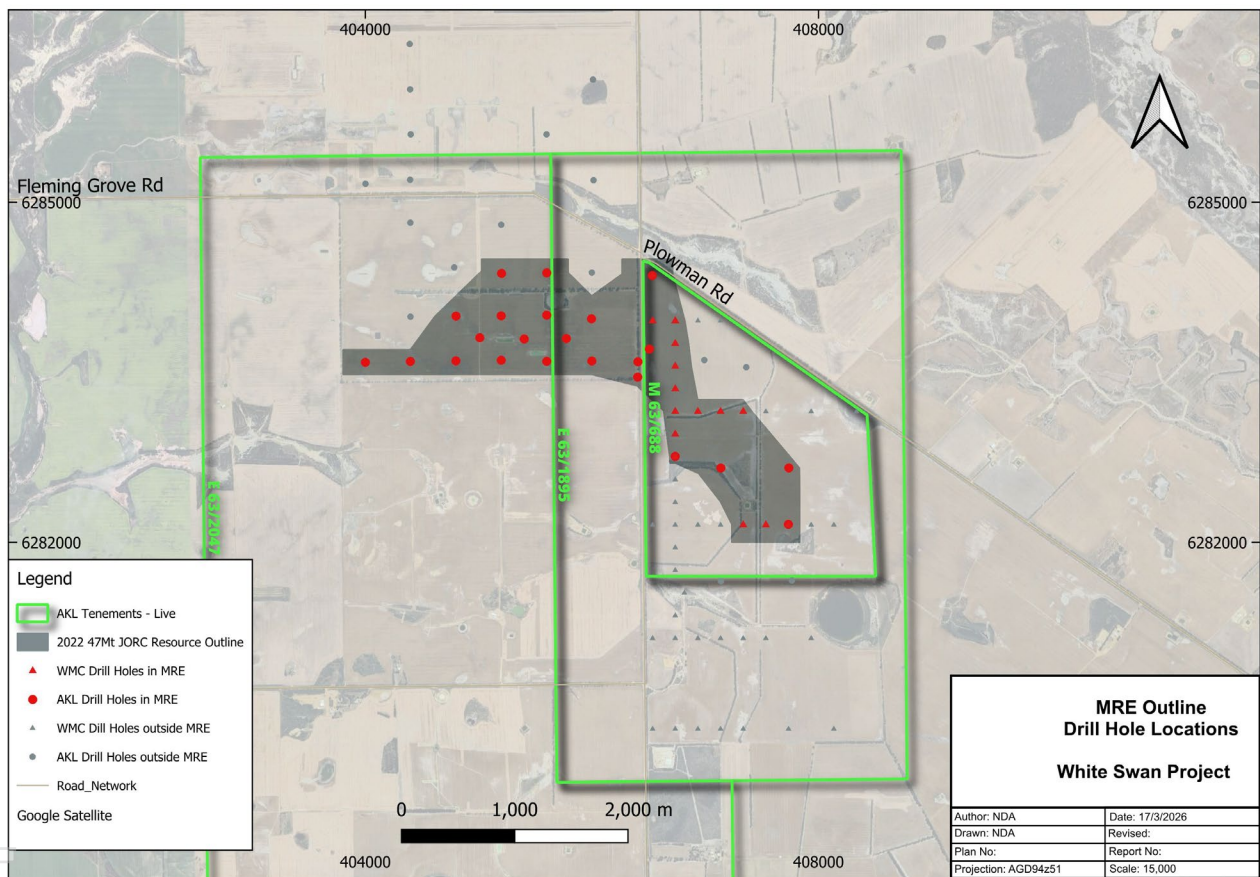 404000
408000
Fleming Grove Rd
6285000
6285000
Plowman Rd
M 63/688
E 63/1895
E 63/2047
6282000
6282000
Legend
AKL Tenements - Live
2022 47Mt JORC Resource Outline
WMC Drill Holes in MRE
AKL Drill Holes in MRE
WMC Dill Holes outside MRE
AKL Drill Holes outside MRE
Road_Network
Google Satellite
0 1,000 2,000 m
404000
408000
MRE Outline
Drill Hole Locations
White Swan Project
Author: NDA Date: 17/3/2026
Drawn: NDA Revised:
Plan No: Report No:
Projection: AGD94z51 Scale: 15,000